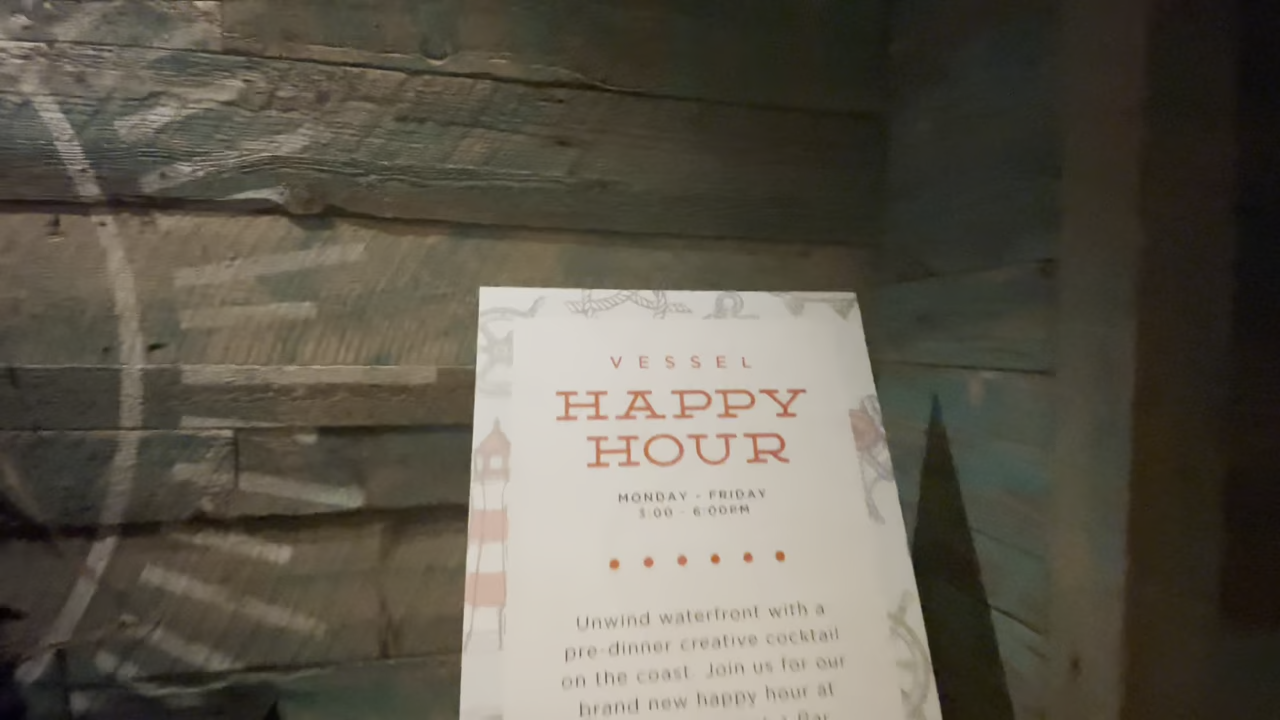 VESSEL
HAPPY
HOUR
MONDAY - FRIDAY
3:00 - 6:00PM
Unwind waterfront with a
pre-dinner creative cocktail
on the coast. Join us for our
brand new happy hour at
Bar